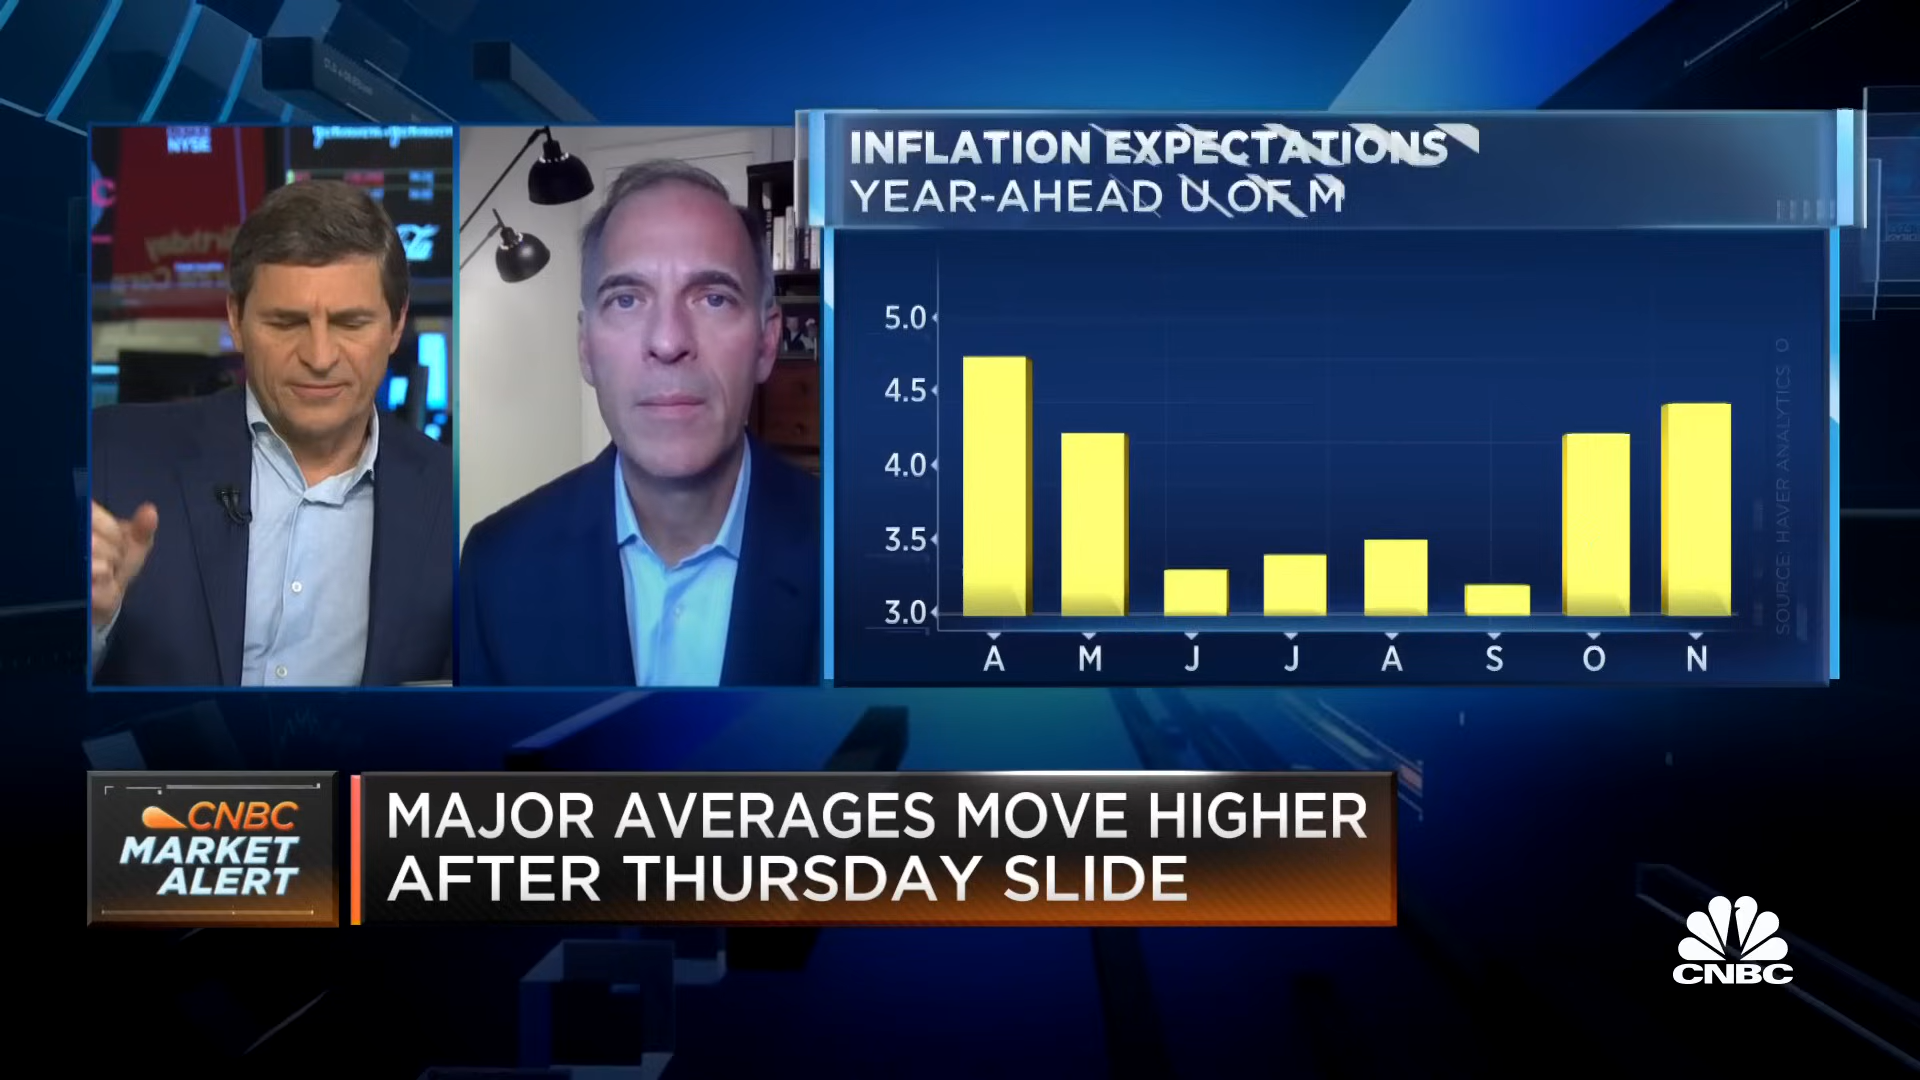 NYSE
INFLATION EXPECTATIONS
YEAR-AHEAD U OF M
5.0
4.5
4.0
3.5
3.0
A M J J A S O N
SOURCE: HAVER ANALYTICS
CNBC
MARKET
ALERT
MAJOR AVERAGES MOVE HIGHER
AFTER THURSDAY SLIDE
CNBC